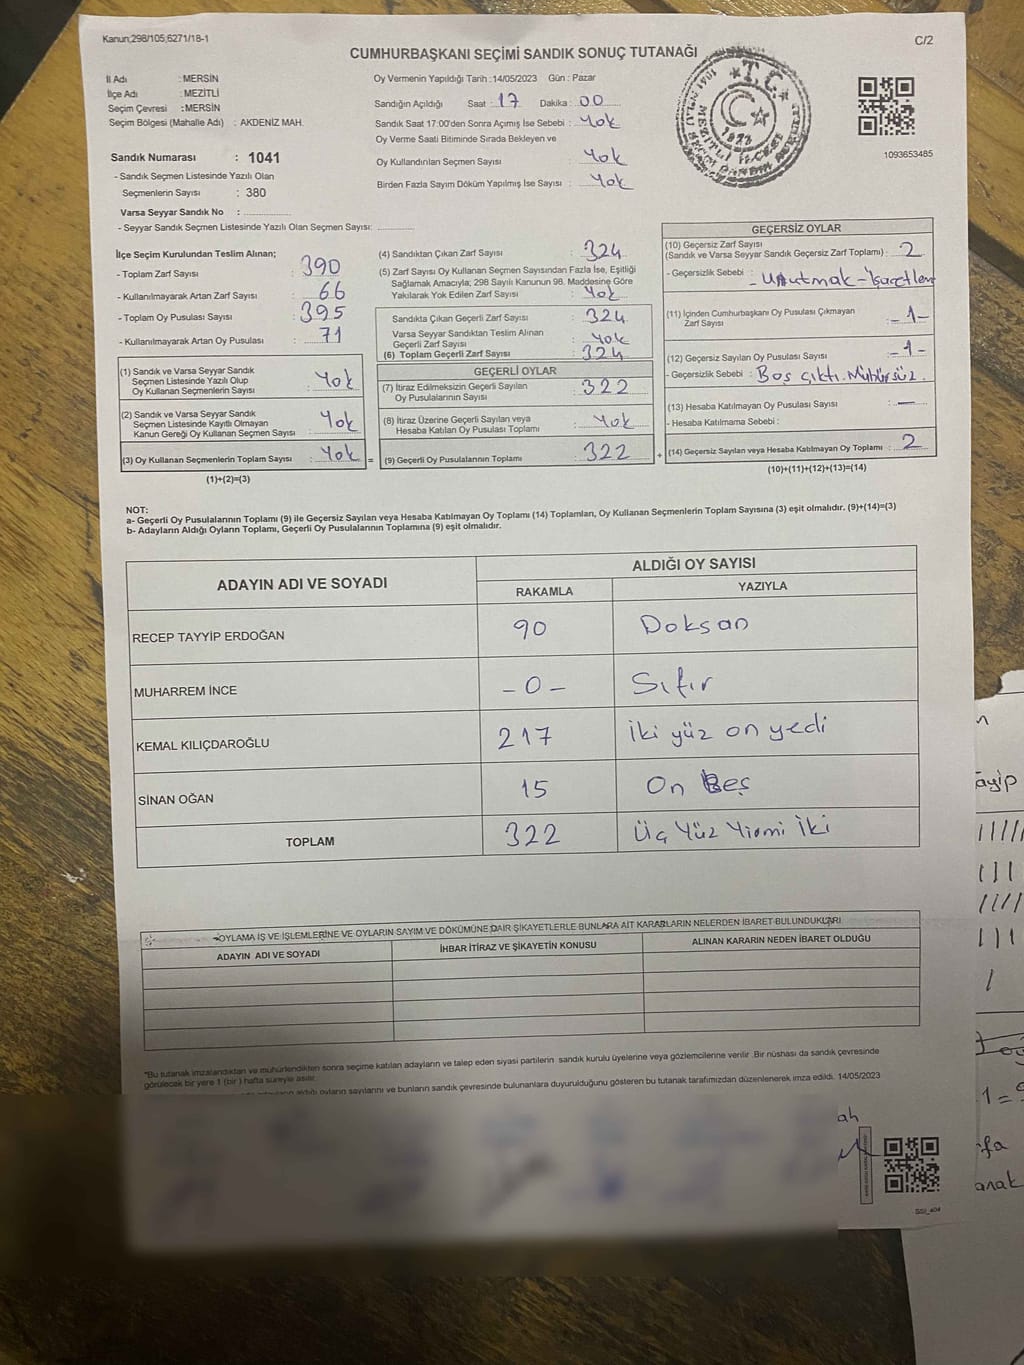 Kanun;298/105;6271/18-1
C/2
CUMHURBAŞKANI SEÇİMİ SANDIK SONUÇ TUTANAĞI
İl Adı : MERSİN
İlçe Adı : MEZİTLİ
Seçim Çevresi : MERSİN
Seçim Bölgesi (Mahalle Adı) : AKDENİZ MAH.
Sandık Numarası : 1041
- Sandık Seçmen Listesinde Yazılı Olan
Seçmenlerin Sayısı : 380
Varsa Seyyar Sandık No :
- Seyyar Sandık Seçmen Listesinde Yazılı Olan Seçmen Sayısı:
Oy Vermenin Yapıldığı Tarih :14/05/2023 Gün : Pazar
Sandığın Açıldığı Saat : 17 Dakika : 00
Sandık Saat 17:00'den Sonra Açımış İse Sebebi : Yok
Oy Verme Saati Bitiminde Sırada Bekleyen ve
Oy Kullandırılan Seçmen Sayısı : Yok
Birden Fazla Sayım Döküm Yapılmış İse Sayısı : Yok
T.C.
1923
1093653485
İlçe Seçim Kurulundan Teslim Alınan;
- Toplam Zarf Sayısı : 390
- Kullanılmayarak Artan Zarf Sayısı : 66
- Toplam Oy Pusulası Sayısı : 395
- Kullanılmayarak Artan Oy Pusulası : 71
(1) Sandık ve Varsa Seyyar Sandık
Seçmen Listesinde Yazılı Olup
Oy Kullanan Seçmenlerin Sayısı : Yok
(2) Sandık ve Varsa Seyyar Sandık
Seçmen Listesinde Kayıtlı Olmayan
Kanun Gereği Oy Kullanan Seçmen Sayısı : Yok
(3) Oy Kullanan Seçmenlerin Toplam Sayısı : Yok =
(1)+(2)=(3)
(4) Sandıktan Çıkan Zarf Sayısı : 324
(5) Zarf Sayısı Oy Kullanan Seçmen Sayısından Fazla İse, Eşitliği
Sağlamak Amacıyla; 298 Sayılı Kanunun 98. Maddesine Göre
Yakılarak Yok Edilen Zarf Sayısı : Yok
Sandıkta Çıkan Geçerli Zarf Sayısı : 324
Varsa Seyyar Sandıktan Teslim Alınan
Geçerli Zarf Sayısı : Yok
(6) Toplam Geçerli Zarf Sayısı : 324
GEÇERLİ OYLAR
(7) İtiraz Edilmeksizin Geçerli Sayılan
Oy Pusulalarının Sayısı : 322
(8) İtiraz Üzerine Geçerli Sayılan veya
Hesaba Katılan Oy Pusulası Toplamı : Yok
(9) Geçerli Oy Pusulalarının Toplamı : 322 +
GEÇERSİZ OYLAR
(10) Geçersiz Zarf Sayısı
(Sandık ve Varsa Seyyar Sandık Geçersiz Zarf Toplamı) : 2
- Geçersizlik Sebebi : - Unutmak-İşaretlem
(11) İçinden Cumhurbaşkanı Oy Pusulası Çıkmayan
Zarf Sayısı : -1-
(12) Geçersiz Sayılan Oy Pusulası Sayısı : -1-
- Geçersizlik Sebebi : Boş çıktı. Mühürsüz.
(13) Hesaba Katılmayan Oy Pusulası Sayısı : —
- Hesaba Katılmama Sebebi :
(14) Geçersiz Sayılan veya Hesaba Katılmayan Oy Toplamı : 2
(10)+(11)+(12)+(13)=(14)
NOT:
a- Geçerli Oy Pusulalarının Toplamı (9) ile Geçersiz Sayılan veya Hesaba Katılmayan Oy Toplamı (14) Toplamları, Oy Kullanan Seçmenlerin Toplam Sayısına (3) eşit olmalıdır. (9)+(14)=(3)
b- Adayların Aldığı Oyların Toplamı, Geçerli Oy Pusulalarının Toplamına (9) eşit olmalıdır.
ADAYIN ADI VE SOYADI
ALDIĞI OY SAYISI
RAKAMLA YAZIYLA
RECEP TAYYİP ERDOĞAN 90 Doksan
MUHARREM İNCE -0- Sıfır
KEMAL KILIÇDAROĞLU 217 İki yüz on yedi
SİNAN OĞAN 15 On Beş
TOPLAM 322 Üç Yüz Yirmi İki
OYLAMA İŞ VE İŞLEMLERİNE VE OYLARIN SAYIM VE DÖKÜMÜNE DAİR ŞİKAYETLERLE BUNLARA AİT KARARLARIN NELERDEN İBARET BULUNDUKLARI
ADAYIN ADI VE SOYADI İHBAR İTİRAZ VE ŞİKAYETİN KONUSU ALINAN KARARIN NEDEN İBARET OLDUĞU
*Bu tutanak imzalandıktan ve mühürlendikten sonra seçime katılan adayların ve talep eden siyasi partilerin sandık kurulu üyelerine veya gözlemcilerine verilir .Bir nüshası da sandık çevresinde
görülecek bir yere 1 (bir ) hafta süreyle asılır.
aldığı oyların sayılarını ve bunların sandık çevresinde bulunanlara duyurulduğunu gösteren bu tutanak tarafımızdan düzenlenerek imza edildi. 14/05/2023
ah
SSI_404
ayip
1=
fa
anak